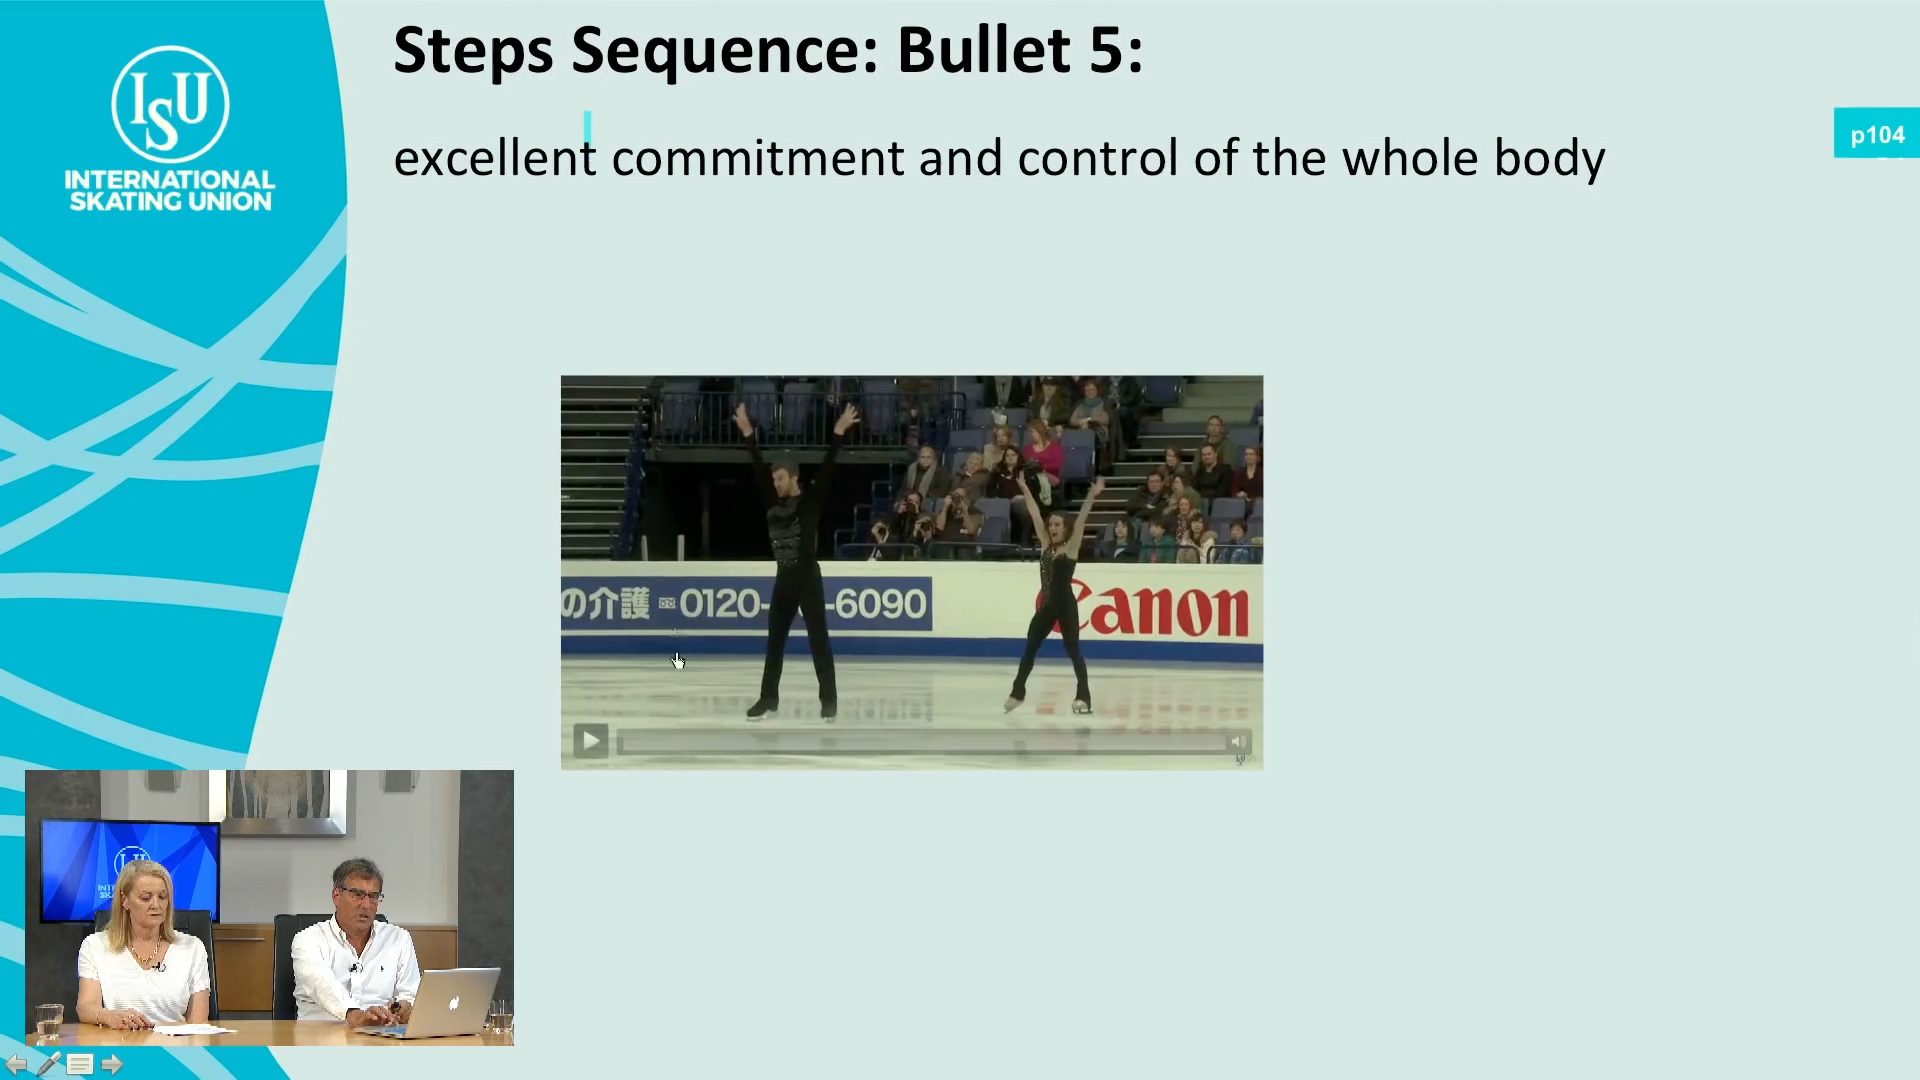 ISU
INTERNATIONAL
SKATING UNION
Steps Sequence: Bullet 5:
excellent commitment and control of the whole body
p104
の介護 0120- -6090
Canon